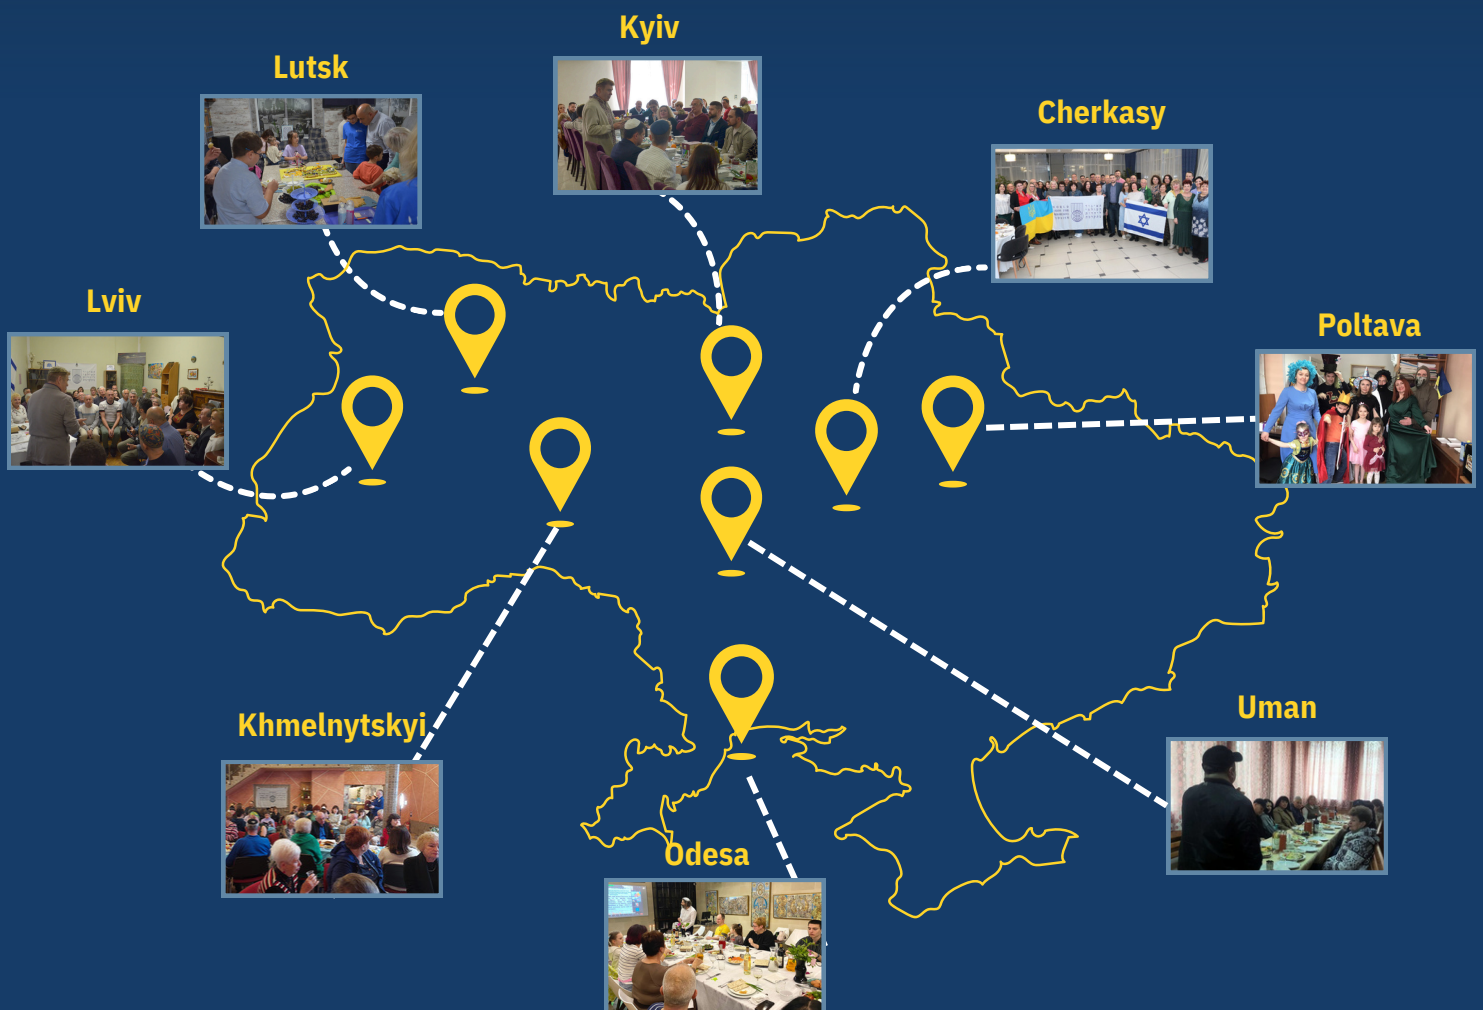 Kyiv
Lutsk
Cherkasy
Lviv
Poltava
Khmelnytskyi
Uman
Odesa